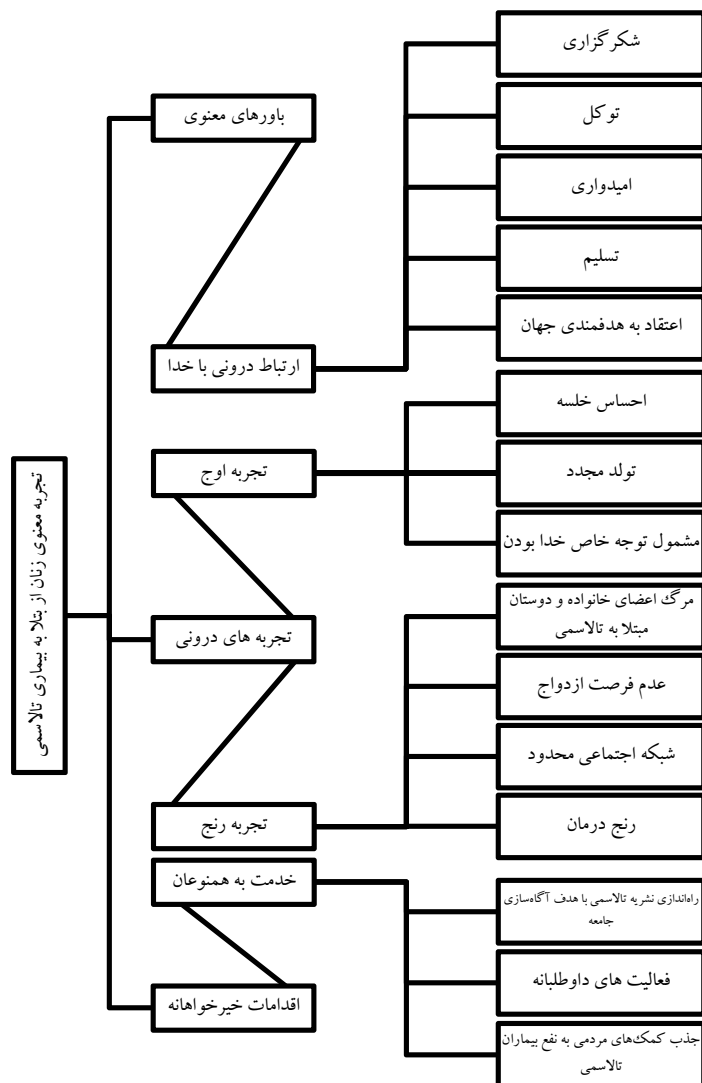 تجربه معنوی زنان از بتلا به بیماری تالاسمی
باورهای معنوی
ارتباط درونی با خدا
شکرگزاری
توکل
امیدواری
تسلیم
اعتقاد به هدفمندی جهان
تجربه اوج
احساس خلسه
تولد مجدد
مشمول توجه خاص خدا بودن
تجربه های درونی
تجربه رنج
مرگ اعضای خانواده و دوستان
مبتلا به تالاسمی
عدم فرصت ازدواج
شبکه اجتماعی محدود
رنج درمان
خدمت به همنوعان
راه‌اندازی نشریه تالاسمی با هدف آگاه‌سازی
جامعه
فعالیت های داوطلبانه
جذب کمک‌های مردمی به نفع بیماران
تالاسمی
اقدامات خیرخواهانه